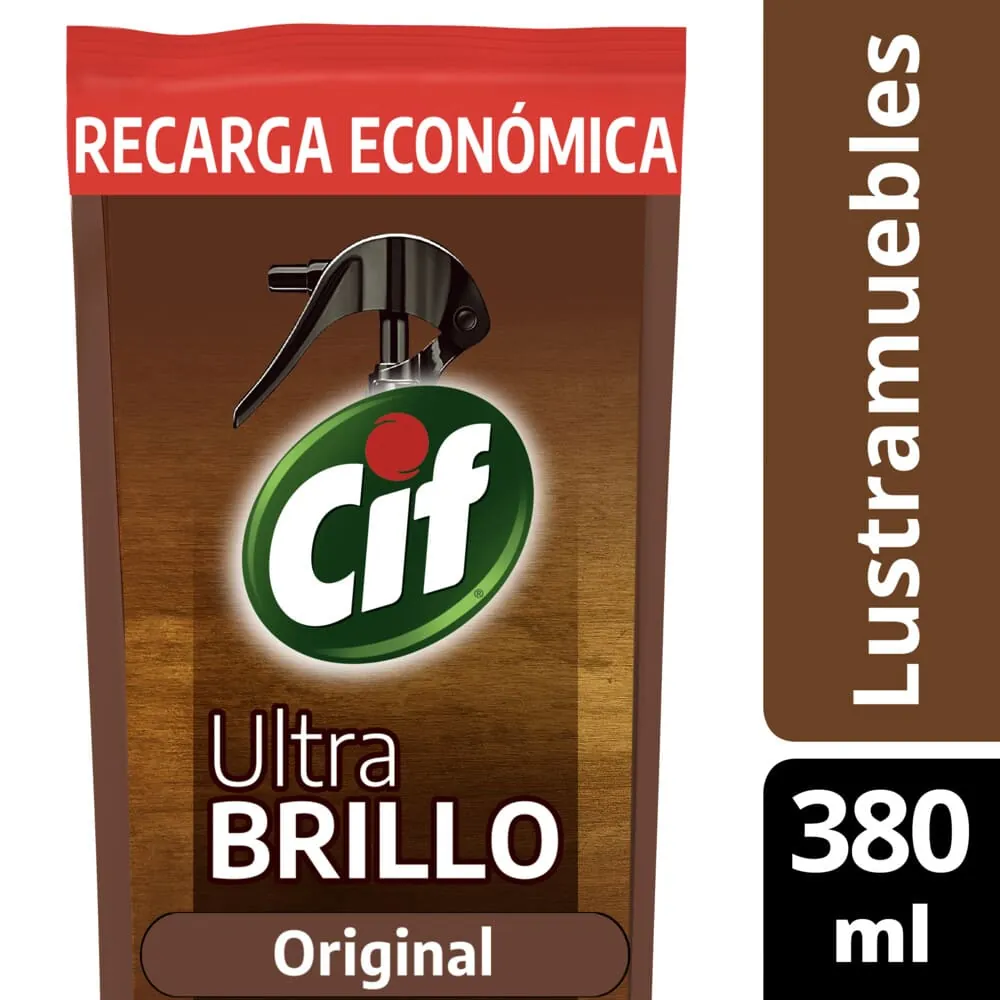 RECARGA ECONÓMICA
Cif
®
Ultra
BRILLO
Original
Lustramuebles
380
ml